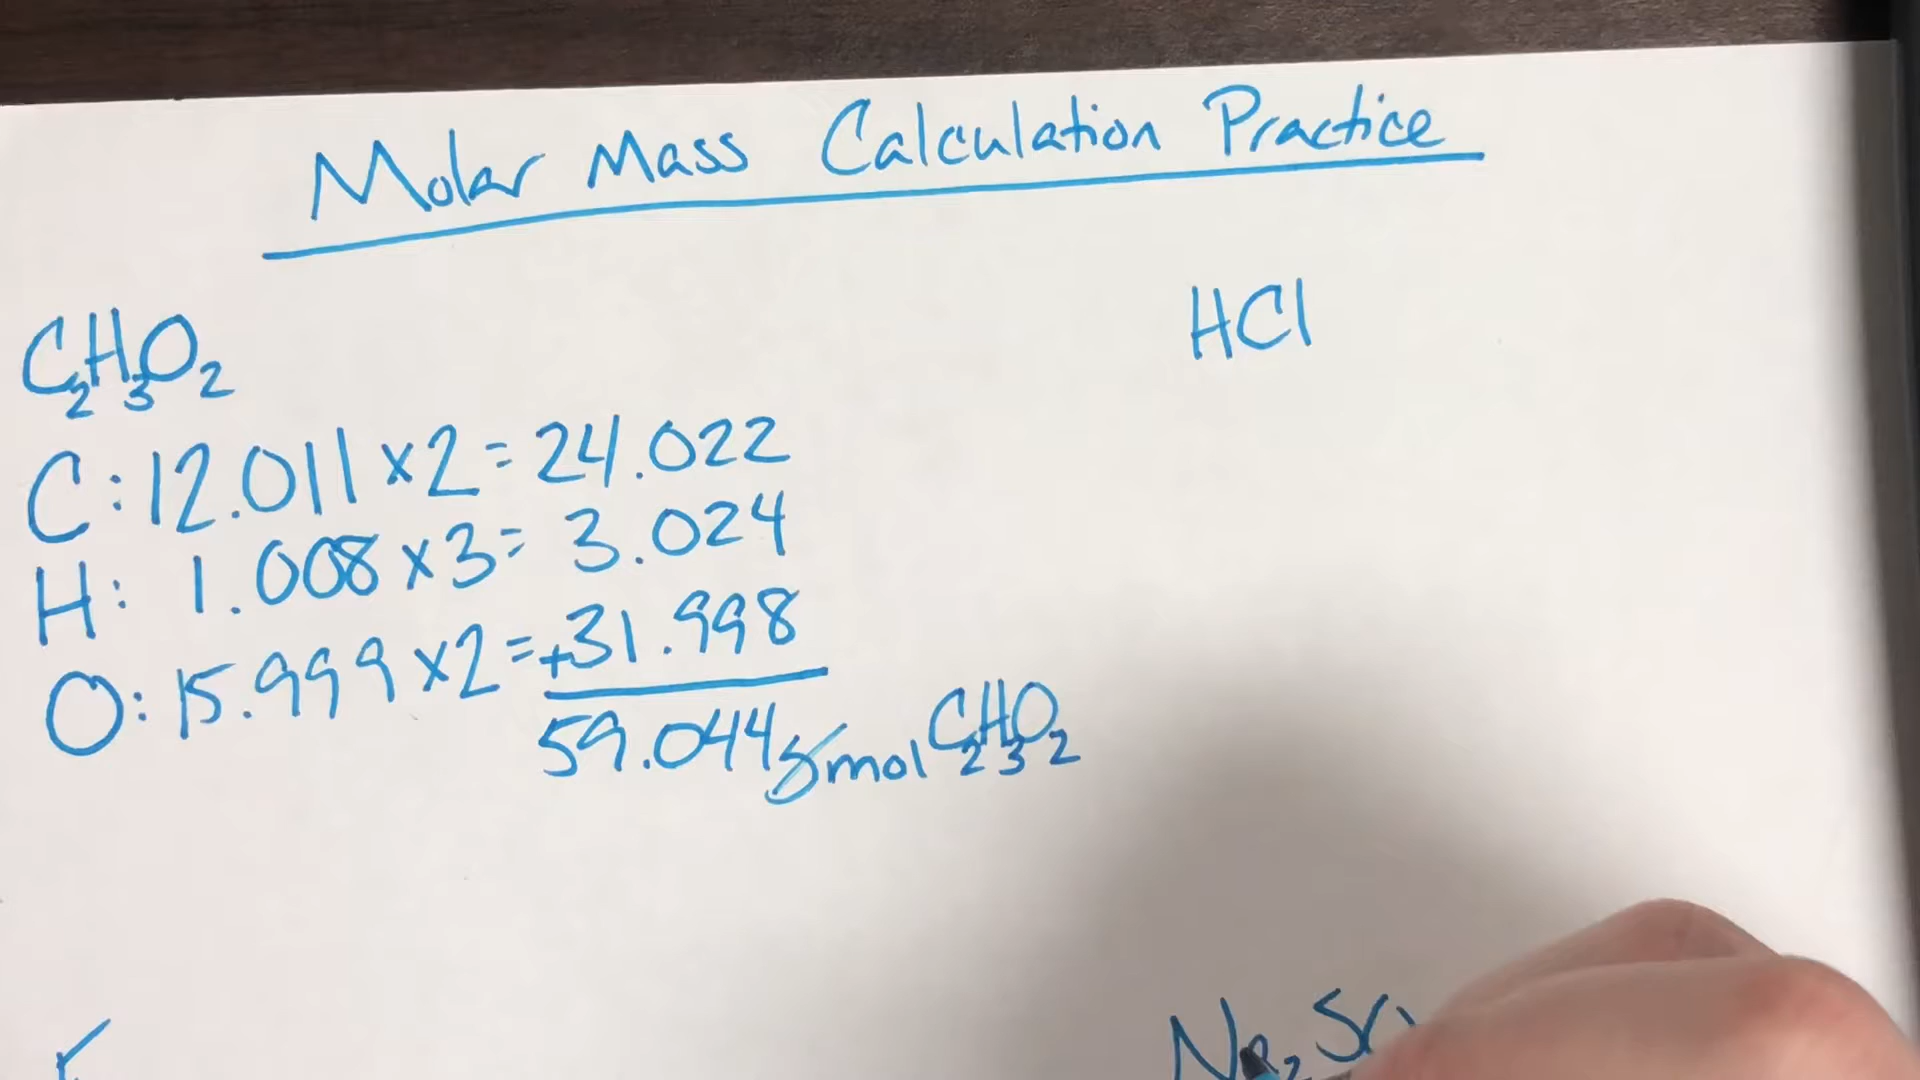 Molar Mass Calculation Practice
C₂H₃O₂
HCl
C: 12.011 x 2 = 24.022
H: 1.008 x 3 = 3.024
O: 15.999 x 2 = +31.998
59.044 g/mol C₂H₃O₂